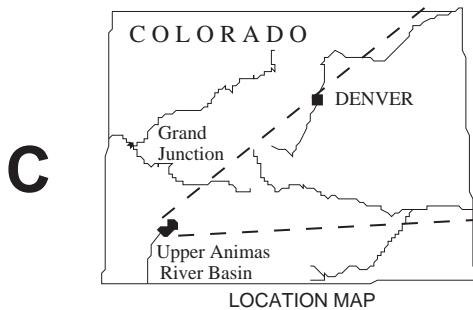 COLORADO
DENVER
Grand
Junction
C
Upper Animas
River Basin
LOCATION MAP